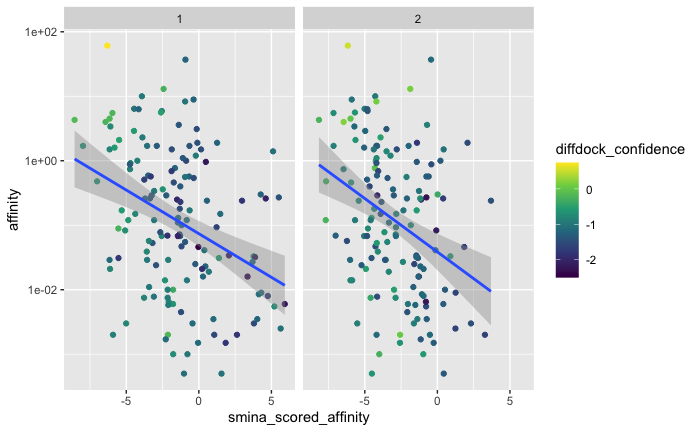 1
2
1e+02
1e+00
1e-02
affinity
-5
0
5
-5
0
5
smina_scored_affinity
diffdock_confidence
0
-1
-2